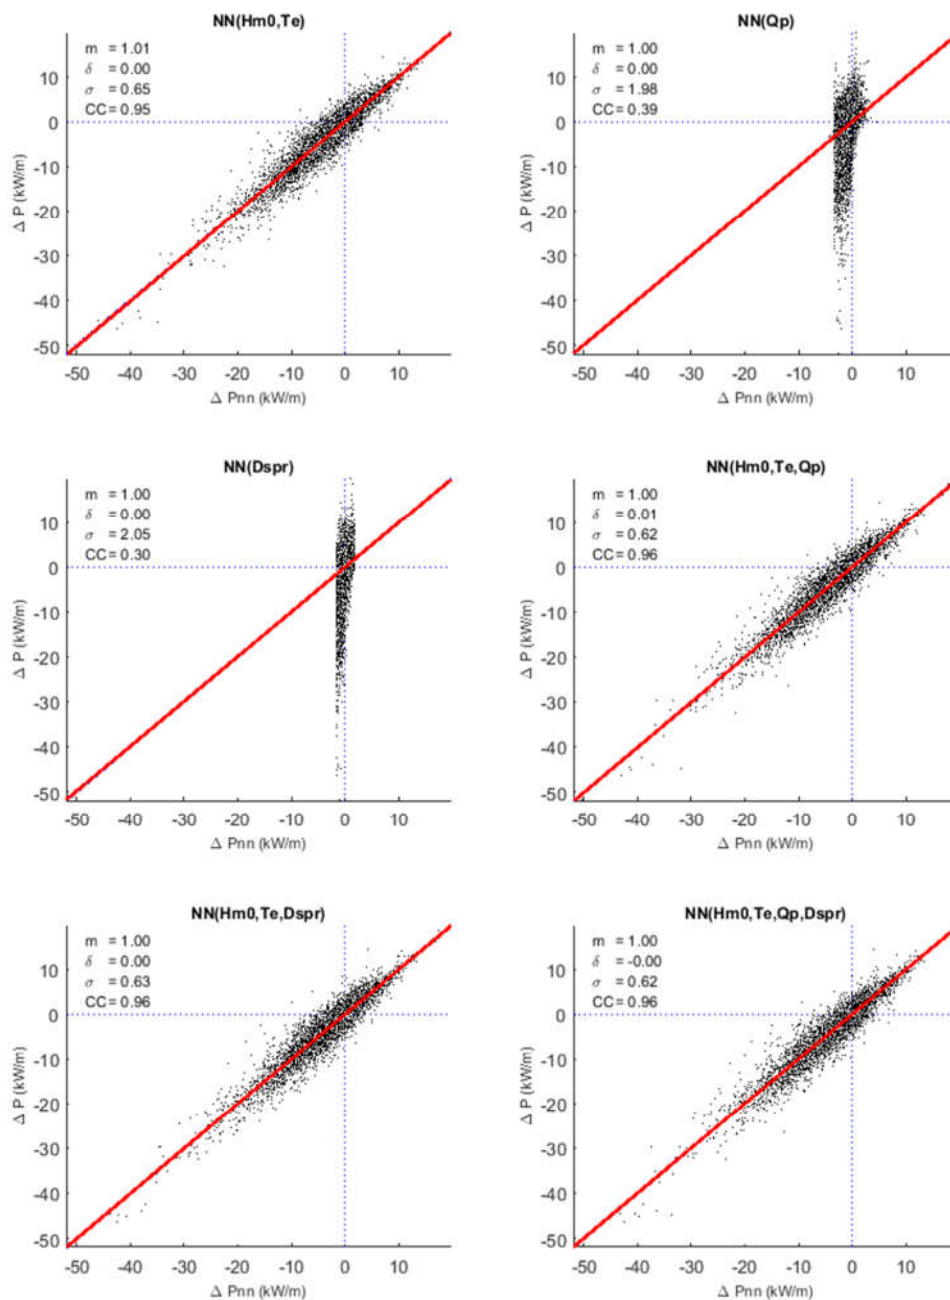 NN(Hm0,Te)
m = 1.01
δ = 0.00
σ = 0.65
CC = 0.95
10
0
-10
-20
-30
-40
-50
Δ P (kW/m)
-50 -40 -30 -20 -10 0 10
Δ Pnn (kW/m)
NN(Qp)
m = 1.00
δ = 0.00
σ = 1.98
CC = 0.39
10
0
-10
-20
-30
-40
-50
Δ P (kW/m)
-50 -40 -30 -20 -10 0 10
Δ Pnn (kW/m)
NN(Dspr)
m = 1.00
δ = 0.00
σ = 2.05
CC = 0.30
10
0
-10
-20
-30
-40
-50
Δ P (kW/m)
-50 -40 -30 -20 -10 0 10
Δ Pnn (kW/m)
NN(Hm0,Te,Qp)
m = 1.00
δ = 0.01
σ = 0.62
CC = 0.96
10
0
-10
-20
-30
-40
-50
Δ P (kW/m)
-50 -40 -30 -20 -10 0 10
Δ Pnn (kW/m)
NN(Hm0,Te,Dspr)
m = 1.00
δ = 0.00
σ = 0.63
CC = 0.96
10
0
-10
-20
-30
-40
-50
Δ P (kW/m)
-50 -40 -30 -20 -10 0 10
Δ Pnn (kW/m)
NN(Hm0,Te,Qp,Dspr)
m = 1.00
δ = -0.00
σ = 0.62
CC = 0.96
10
0
-10
-20
-30
-40
-50
Δ P (kW/m)
-50 -40 -30 -20 -10 0 10
Δ Pnn (kW/m)